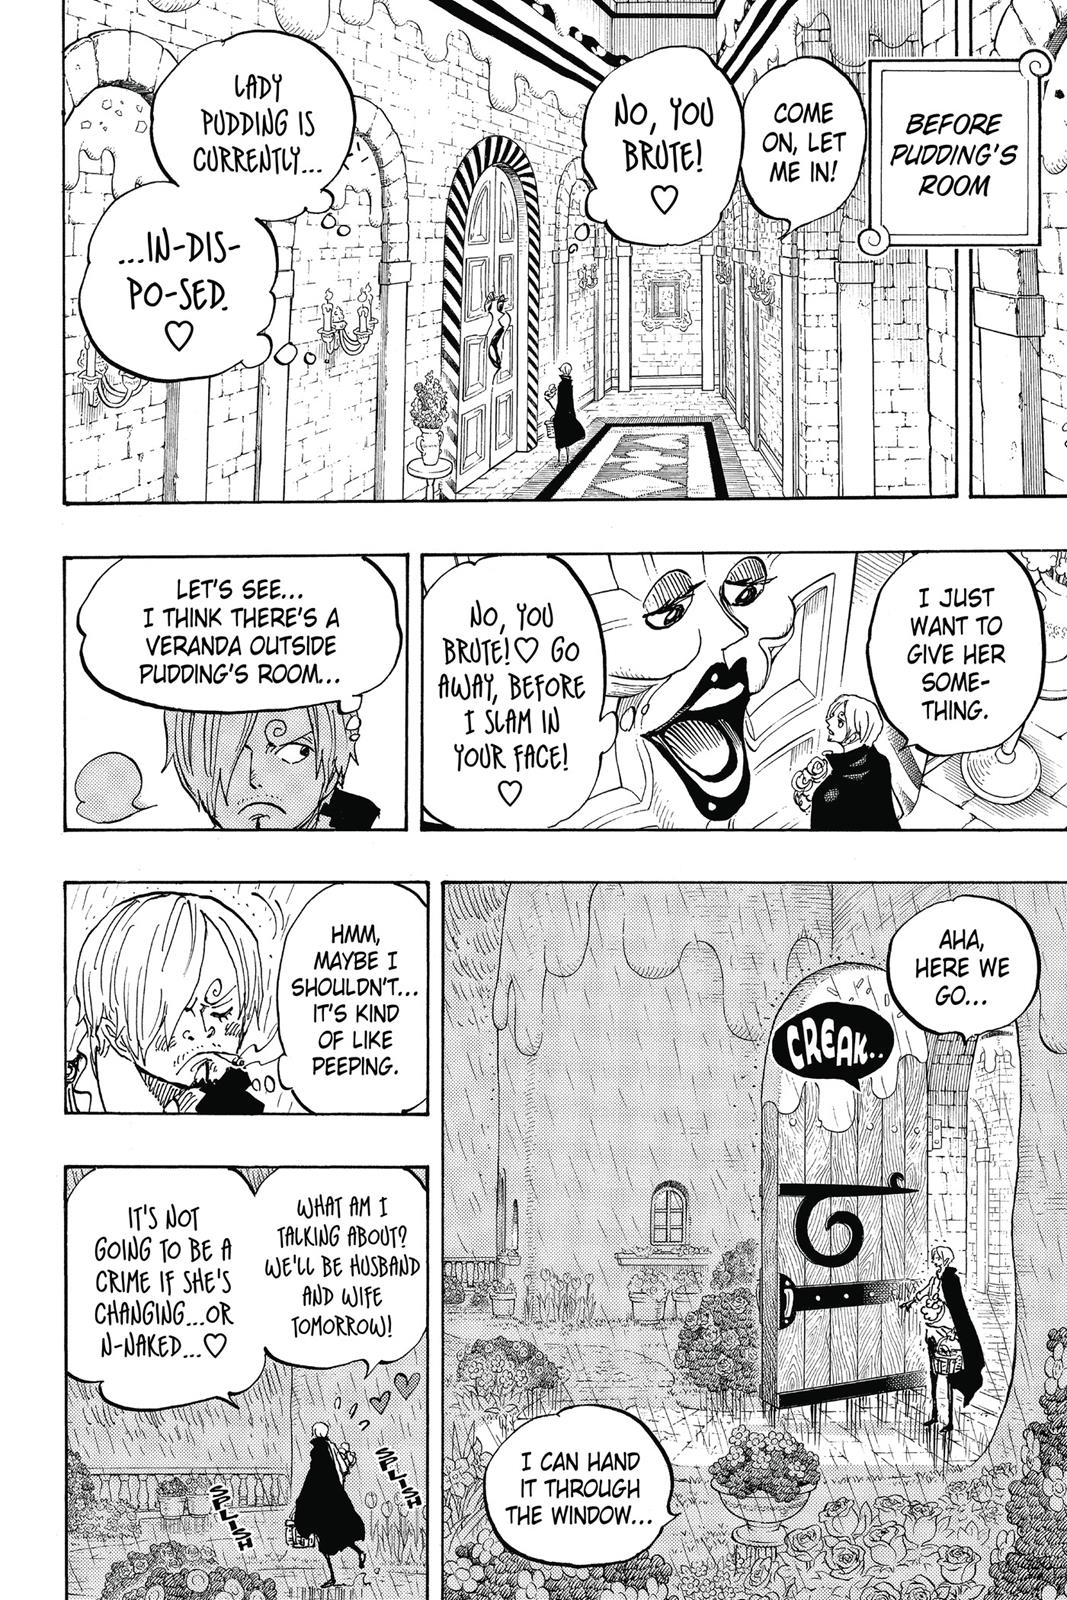 BEFORE
PUDDING'S
ROOM
COME
ON, LET
ME IN!
NO, YOU
BRUTE!
♡
LADY
PUDDING IS
CURRENTLY...
...IN-DIS-
PO-SED.
♡
I JUST
WANT TO
GIVE HER
SOME-
THING.
NO, YOU
BRUTE!♡ GO
AWAY, BEFORE
I SLAM IN
YOUR FACE!
♡
LET'S SEE...
I THINK THERE'S A
VERANDA OUTSIDE
PUDDING'S ROOM...
AHA,
HERE WE
GO...
CREAK..
I CAN HAND
IT THROUGH
THE WINDOW...
HMM,
MAYBE I
SHOULDN'T...
IT'S KIND
OF LIKE
PEEPING.
WHAT AM I
TALKING ABOUT?
WE'LL BE HUSBAND
AND WIFE
TOMORROW!
IT'S NOT
GOING TO BE A
CRIME IF SHE'S
CHANGING...OR
N-NAKED...♡
SPLISH
SPLISH